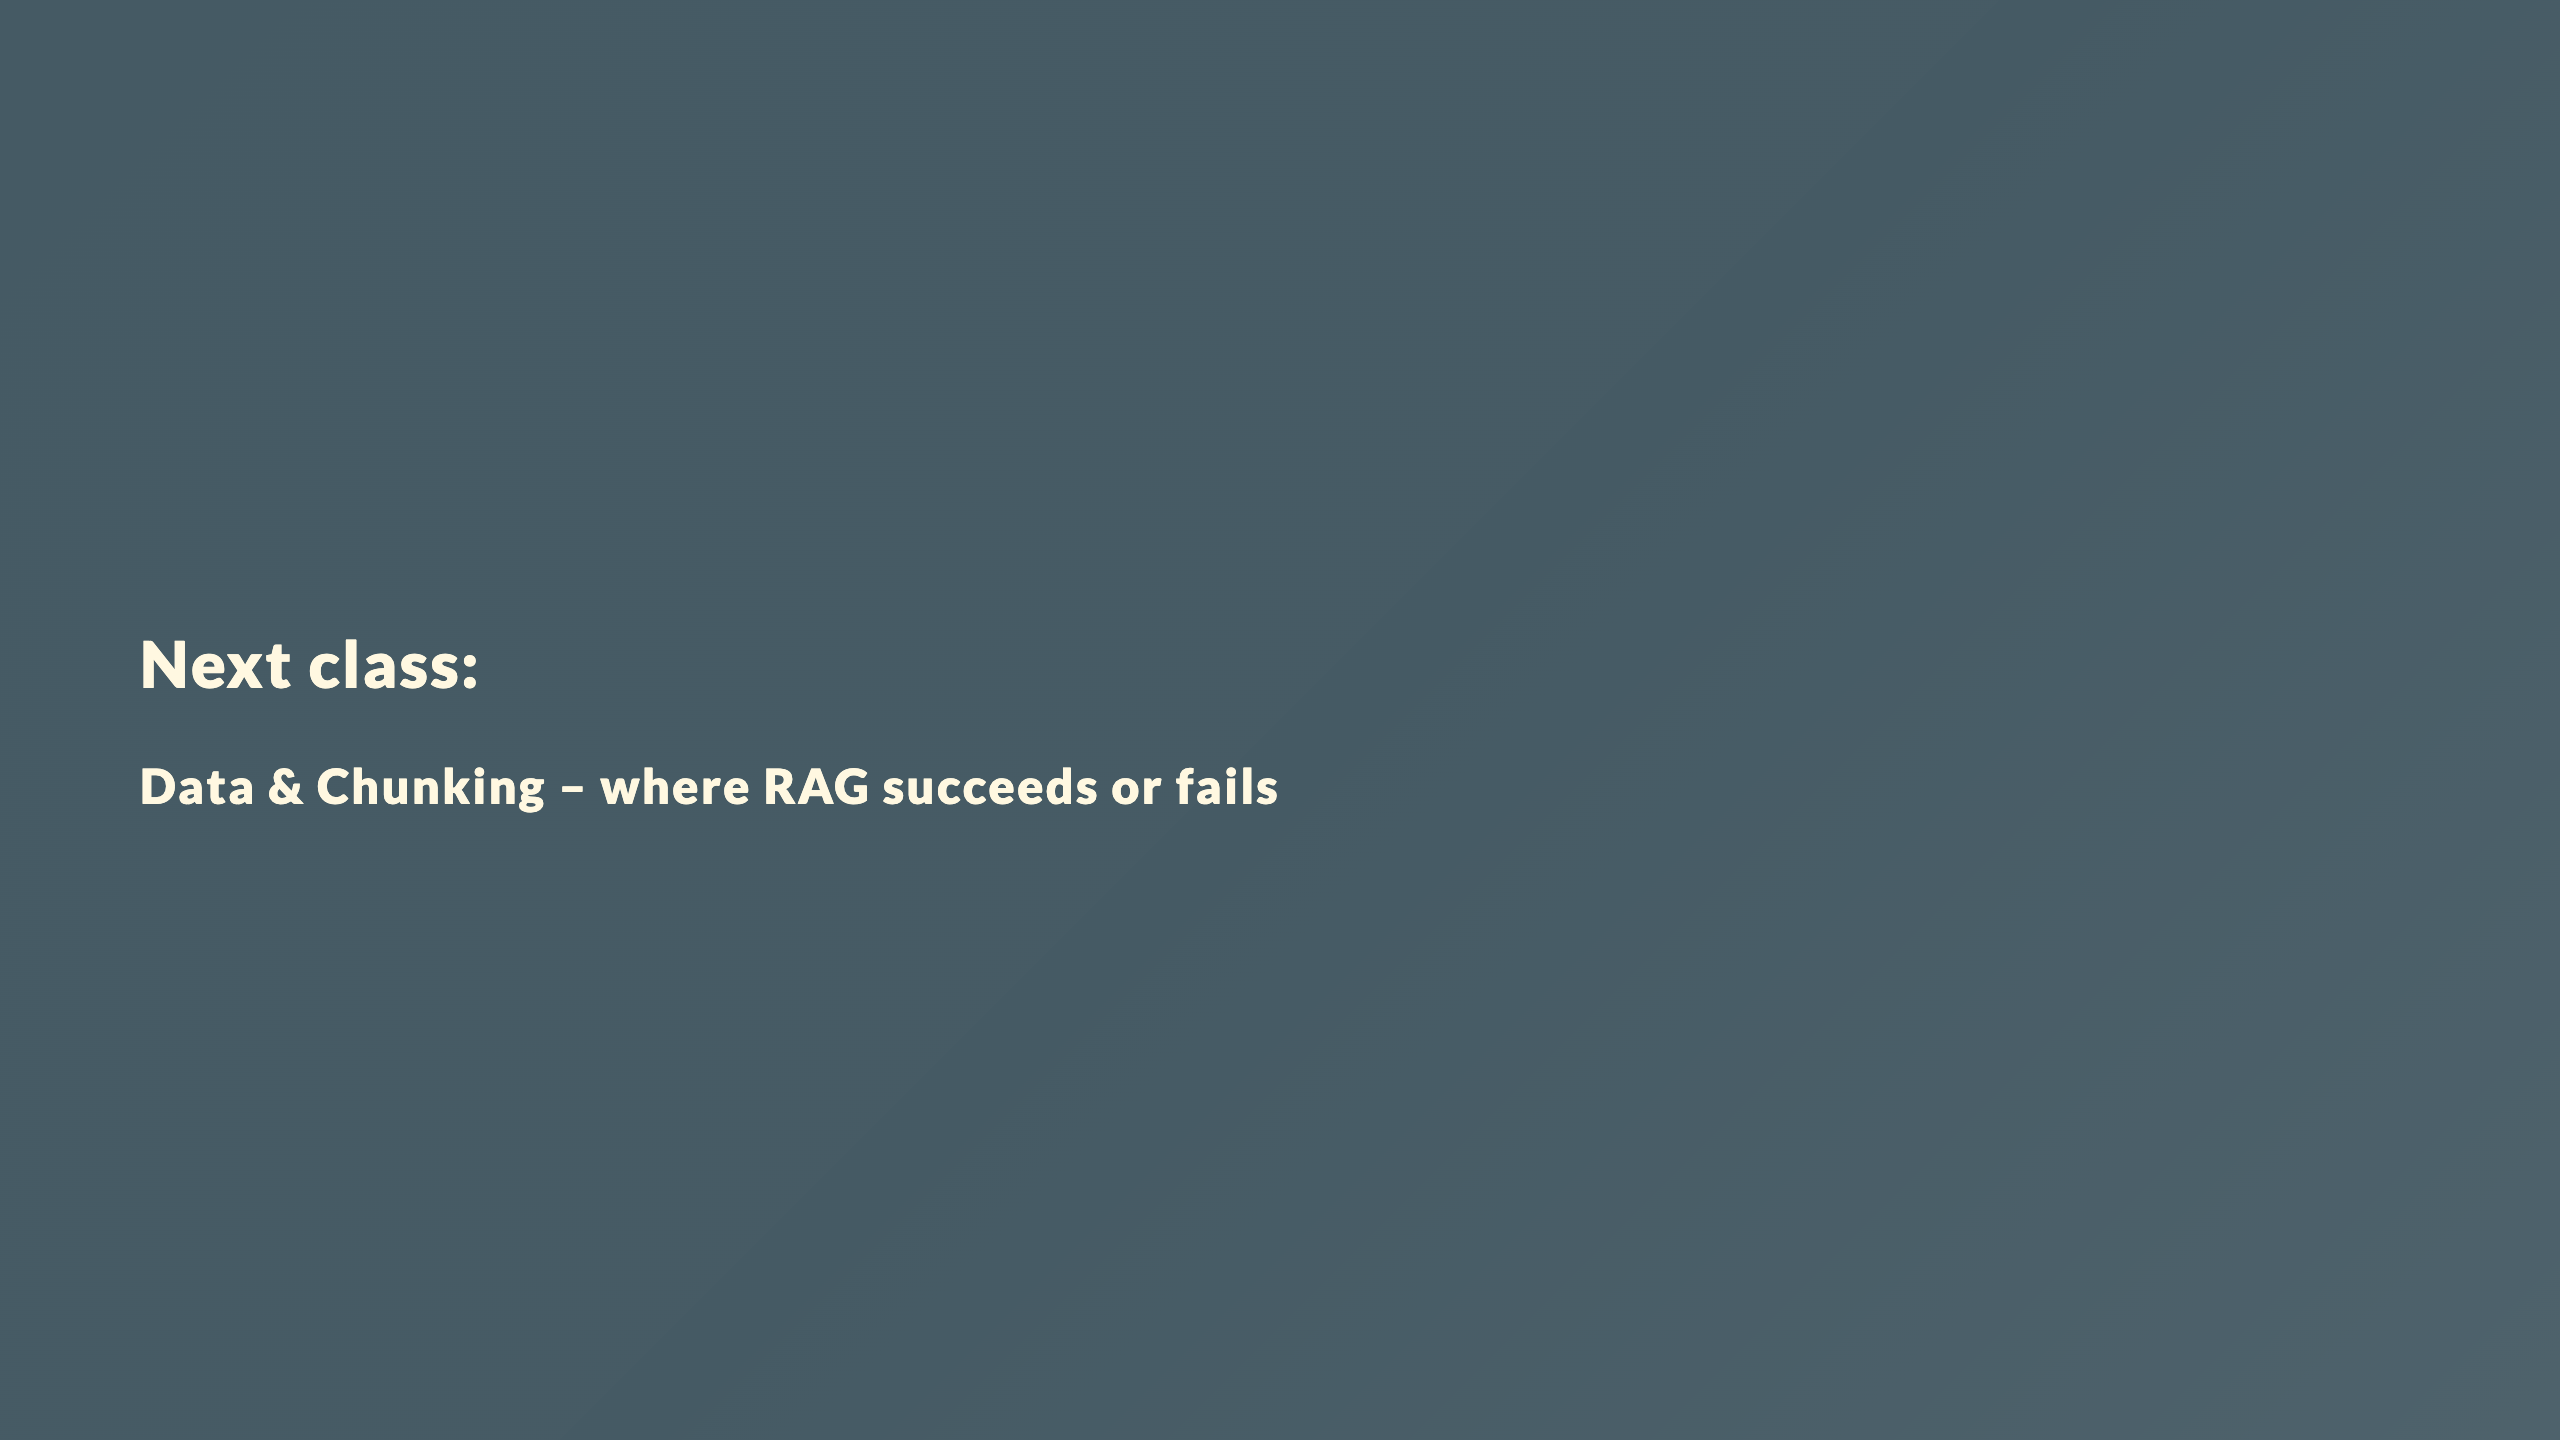 Next class:
Data & Chunking – where RAG succeeds or fails